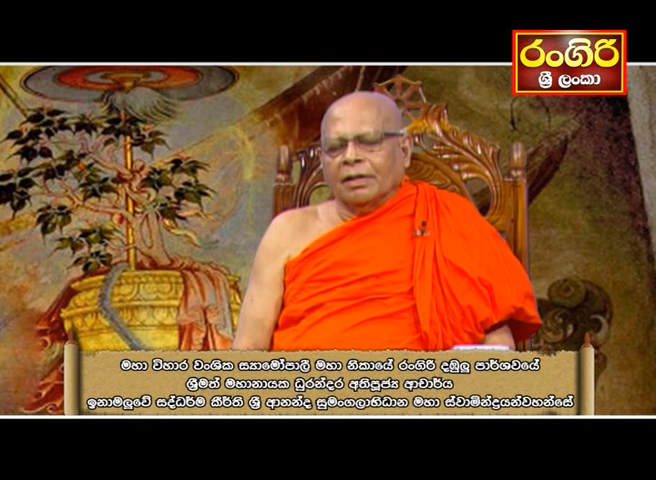 රංගිරි
ශ්‍රී ලංකා
මහා විහාර වංශික ස්‍යාමෝපාලී මහා නිකායේ රංගිරි දඹුලු පාර්ශවයේ
ශ්‍රීමත් මහානායක ධුරන්දර අතිපූජ්‍ය ආචාර්ය
ඉනාමලුවේ සද්ධර්ම කීර්ති ශ්‍රී ආනන්ද සුමංගලාභිධාන මහා ස්වාමින්ද්‍රයන්වහන්සේ